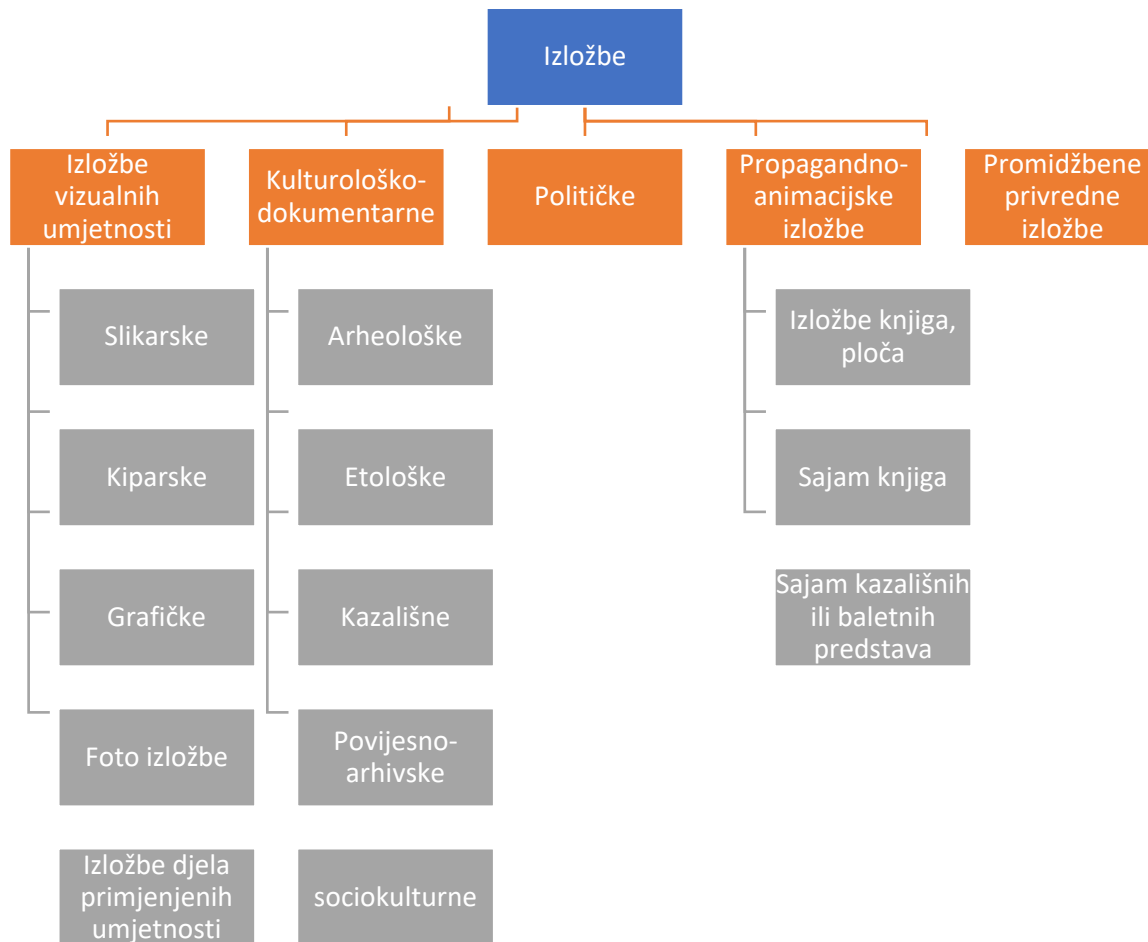 Izložbe
Izložbe
vizualnih
umjetnosti
Kulturološko-
dokumentarne
Političke
Propagandno-
animacijske
izložbe
Promidžbene
privredne
izložbe
Slikarske
Kiparske
Grafičke
Foto izložbe
Izložbe djela
primjenjenih
umjetnosti
Arheološke
Etološke
Kazališne
Povijesno-
arhivske
sociokulturne
Izložbe knjiga,
ploča
Sajam knjiga
Sajam kazališnih
ili baletnih
predstava